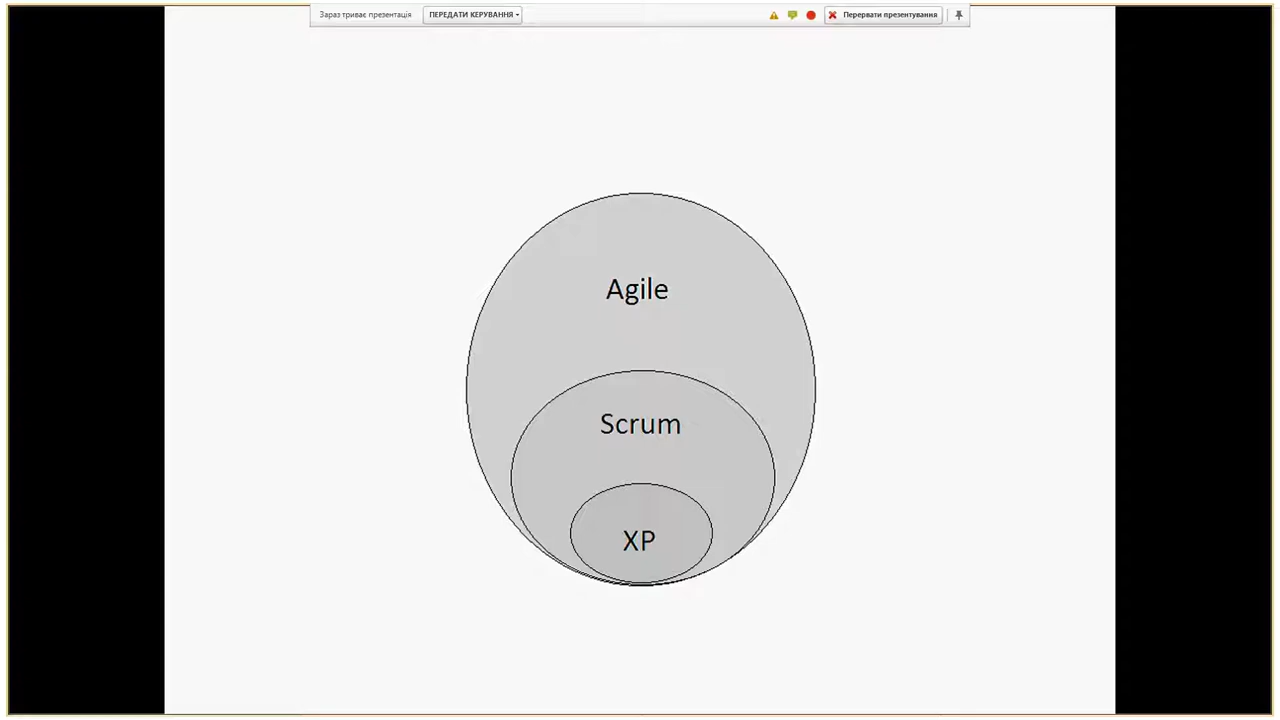 Зараз триває презентація
ПЕРЕДАТИ КЕРУВАННЯ
Перервати презентування
Agile
Scrum
XP